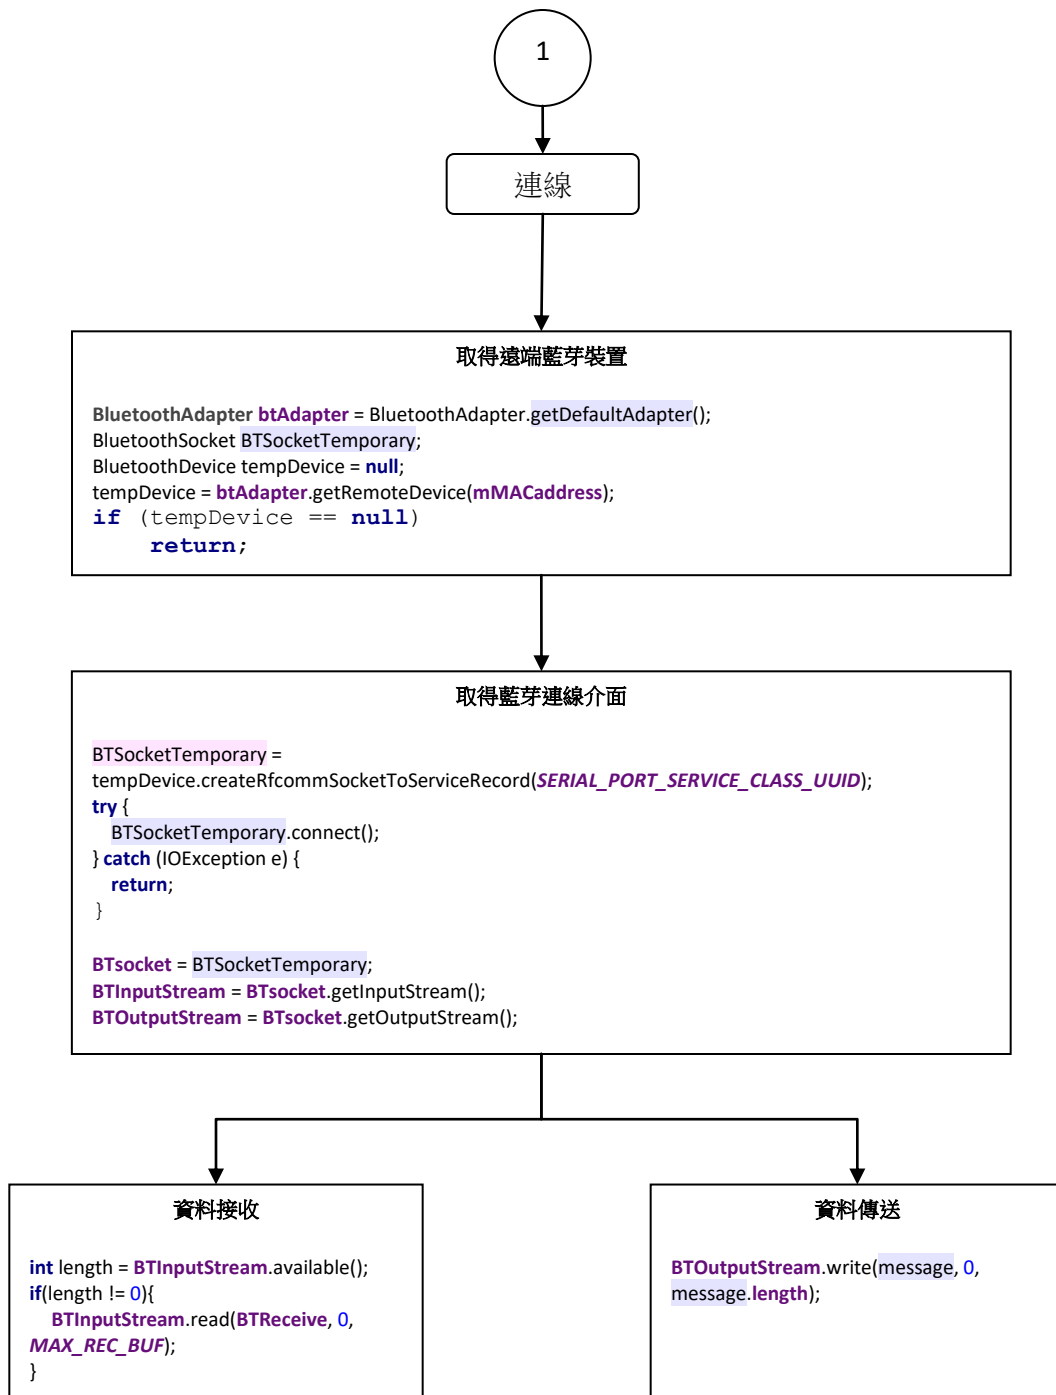 1
連線
取得遠端藍芽裝置
BluetoothAdapter btAdapter = BluetoothAdapter.getDefaultAdapter();
BluetoothSocket BTSocketTemporary;
BluetoothDevice tempDevice = null;
tempDevice = btAdapter.getRemoteDevice(mMACaddress);
if (tempDevice == null)
return;
取得藍芽連線介面
BTSocketTemporary =
tempDevice.createRfcommSocketToServiceRecord(SERIAL_PORT_SERVICE_CLASS_UUID);
try {
BTSocketTemporary.connect();
} catch (IOException e) {
return;
}
BTsocket = BTSocketTemporary;
BTInputStream = BTsocket.getInputStream();
BTOutputStream = BTsocket.getOutputStream();
資料接收
int length = BTInputStream.available();
if(length != 0){
BTInputStream.read(BTReceive, 0,
MAX_REC_BUF);
}
資料傳送
BTOutputStream.write(message, 0,
message.length);